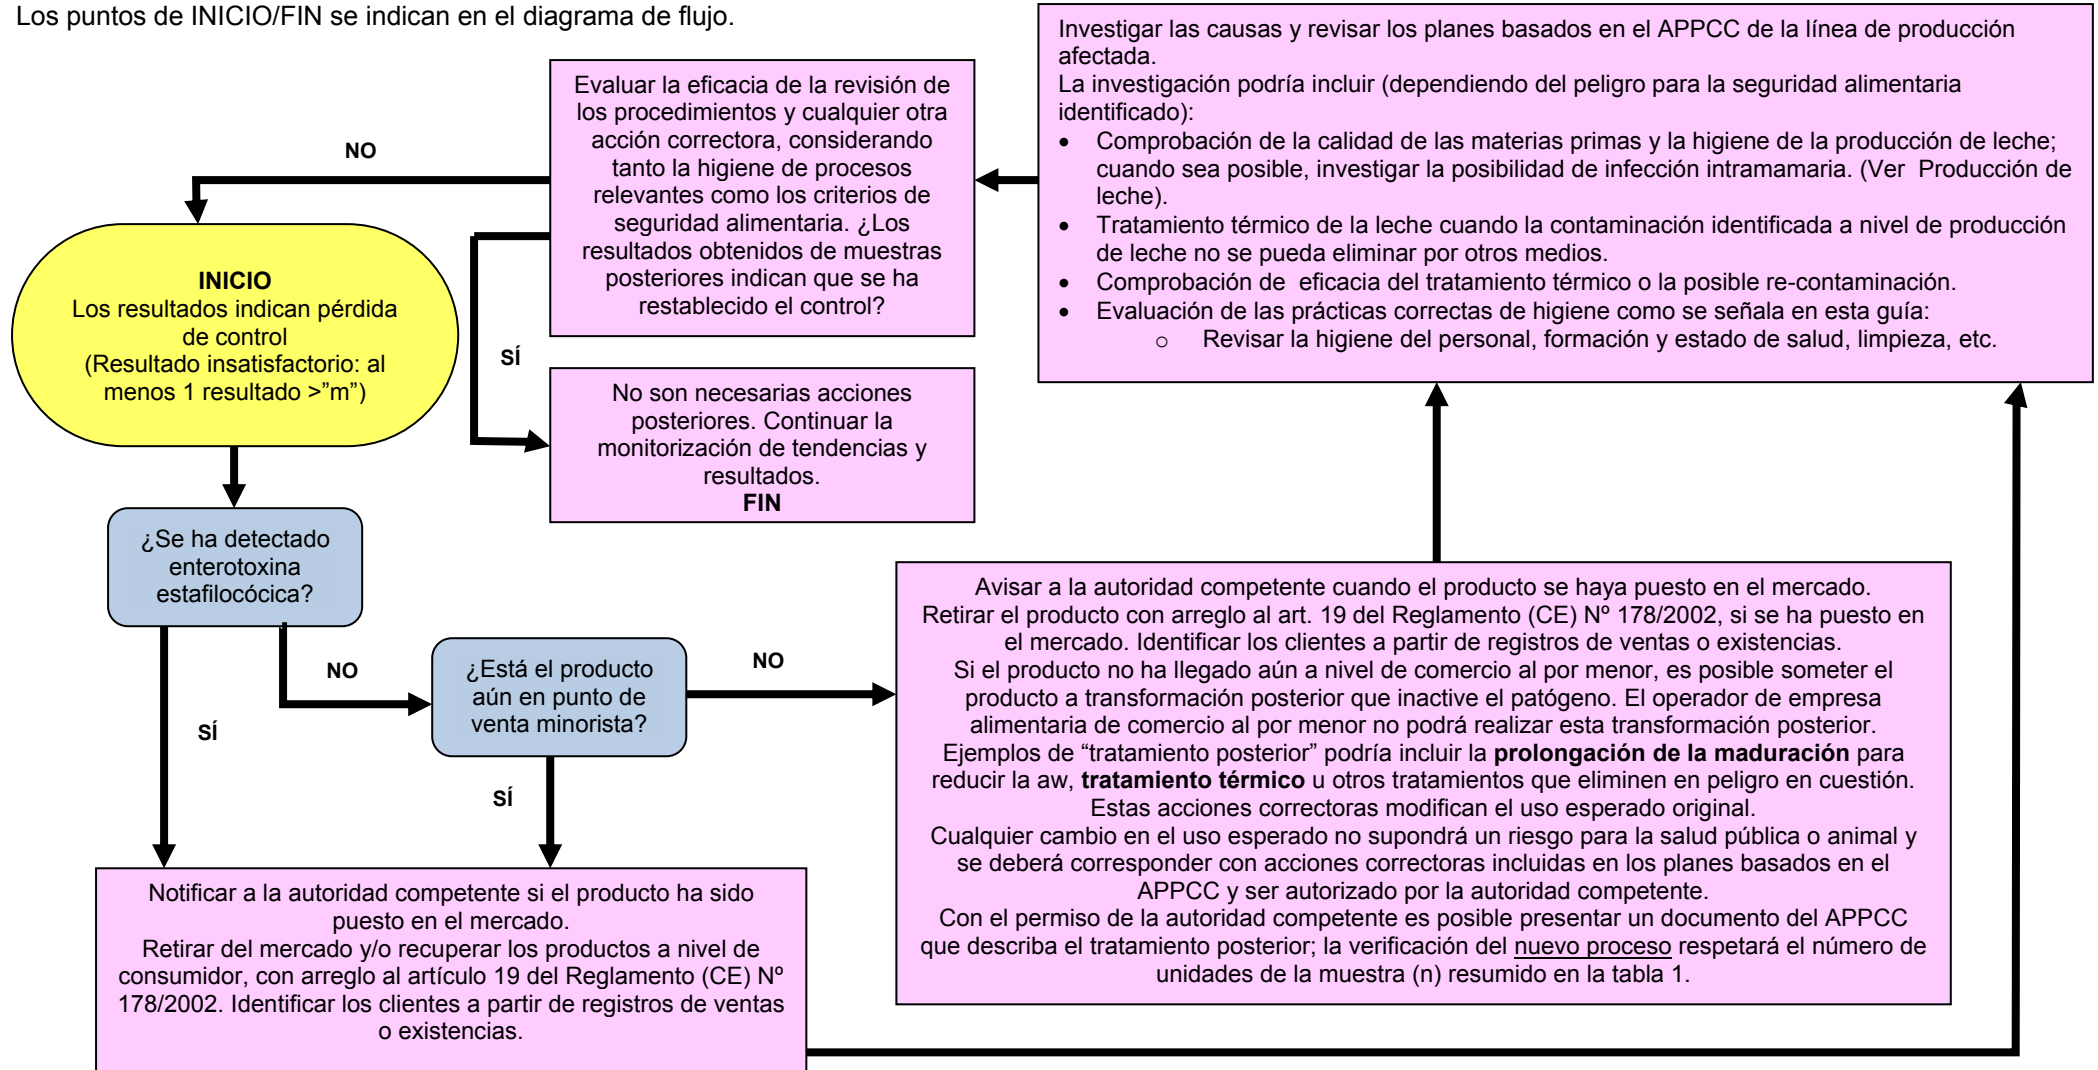 Los puntos de INICIO/FIN se indican en el diagrama de flujo.
INICIO
Los resultados indican pérdida
de control
(Resultado insatisfactorio: al
menos 1 resultado >”m”)
¿Se ha detectado
enterotoxina
estafilocócica?
SÍ
NO
¿Está el producto
aún en punto de
venta minorista?
SÍ
NO
Notificar a la autoridad competente si el producto ha sido
puesto en el mercado.
Retirar del mercado y/o recuperar los productos a nivel de
consumidor, con arreglo al artículo 19 del Reglamento (CE) Nº
178/2002. Identificar los clientes a partir de registros de ventas
o existencias.
Avisar a la autoridad competente cuando el producto se haya puesto en el mercado.
Retirar el producto con arreglo al art. 19 del Reglamento (CE) Nº 178/2002, si se ha puesto en
el mercado. Identificar los clientes a partir de registros de ventas o existencias.
Si el producto no ha llegado aún a nivel de comercio al por menor, es posible someter el
producto a transformación posterior que inactive el patógeno. El operador de empresa
alimentaria de comercio al por menor no podrá realizar esta transformación posterior.
Ejemplos de “tratamiento posterior” podría incluir la prolongación de la maduración para
reducir la aw, tratamiento térmico u otros tratamientos que eliminen en peligro en cuestión.
Estas acciones correctoras modifican el uso esperado original.
Cualquier cambio en el uso esperado no supondrá un riesgo para la salud pública o animal y
se deberá corresponder con acciones correctoras incluidas en los planes basados en el
APPCC y ser autorizado por la autoridad competente.
Con el permiso de la autoridad competente es posible presentar un documento del APPCC
que describa el tratamiento posterior; la verificación del nuevo proceso respetará el número de
unidades de la muestra (n) resumido en la tabla 1.
Investigar las causas y revisar los planes basados en el APPCC de la línea de producción
afectada.
La investigación podría incluir (dependiendo del peligro para la seguridad alimentaria
identificado):
• Comprobación de la calidad de las materias primas y la higiene de la producción de leche;
cuando sea posible, investigar la posibilidad de infección intramamaria. (Ver Producción de
leche).
• Tratamiento térmico de la leche cuando la contaminación identificada a nivel de producción
de leche no se pueda eliminar por otros medios.
• Comprobación de eficacia del tratamiento térmico o la posible re-contaminación.
• Evaluación de las prácticas correctas de higiene como se señala en esta guía:
o Revisar la higiene del personal, formación y estado de salud, limpieza, etc.
Evaluar la eficacia de la revisión de
los procedimientos y cualquier otra
acción correctora, considerando
tanto la higiene de procesos
relevantes como los criterios de
seguridad alimentaria. ¿Los
resultados obtenidos de muestras
posteriores indican que se ha
restablecido el control?
NO
SÍ
No son necesarias acciones
posteriores. Continuar la
monitorización de tendencias y
resultados.
FIN